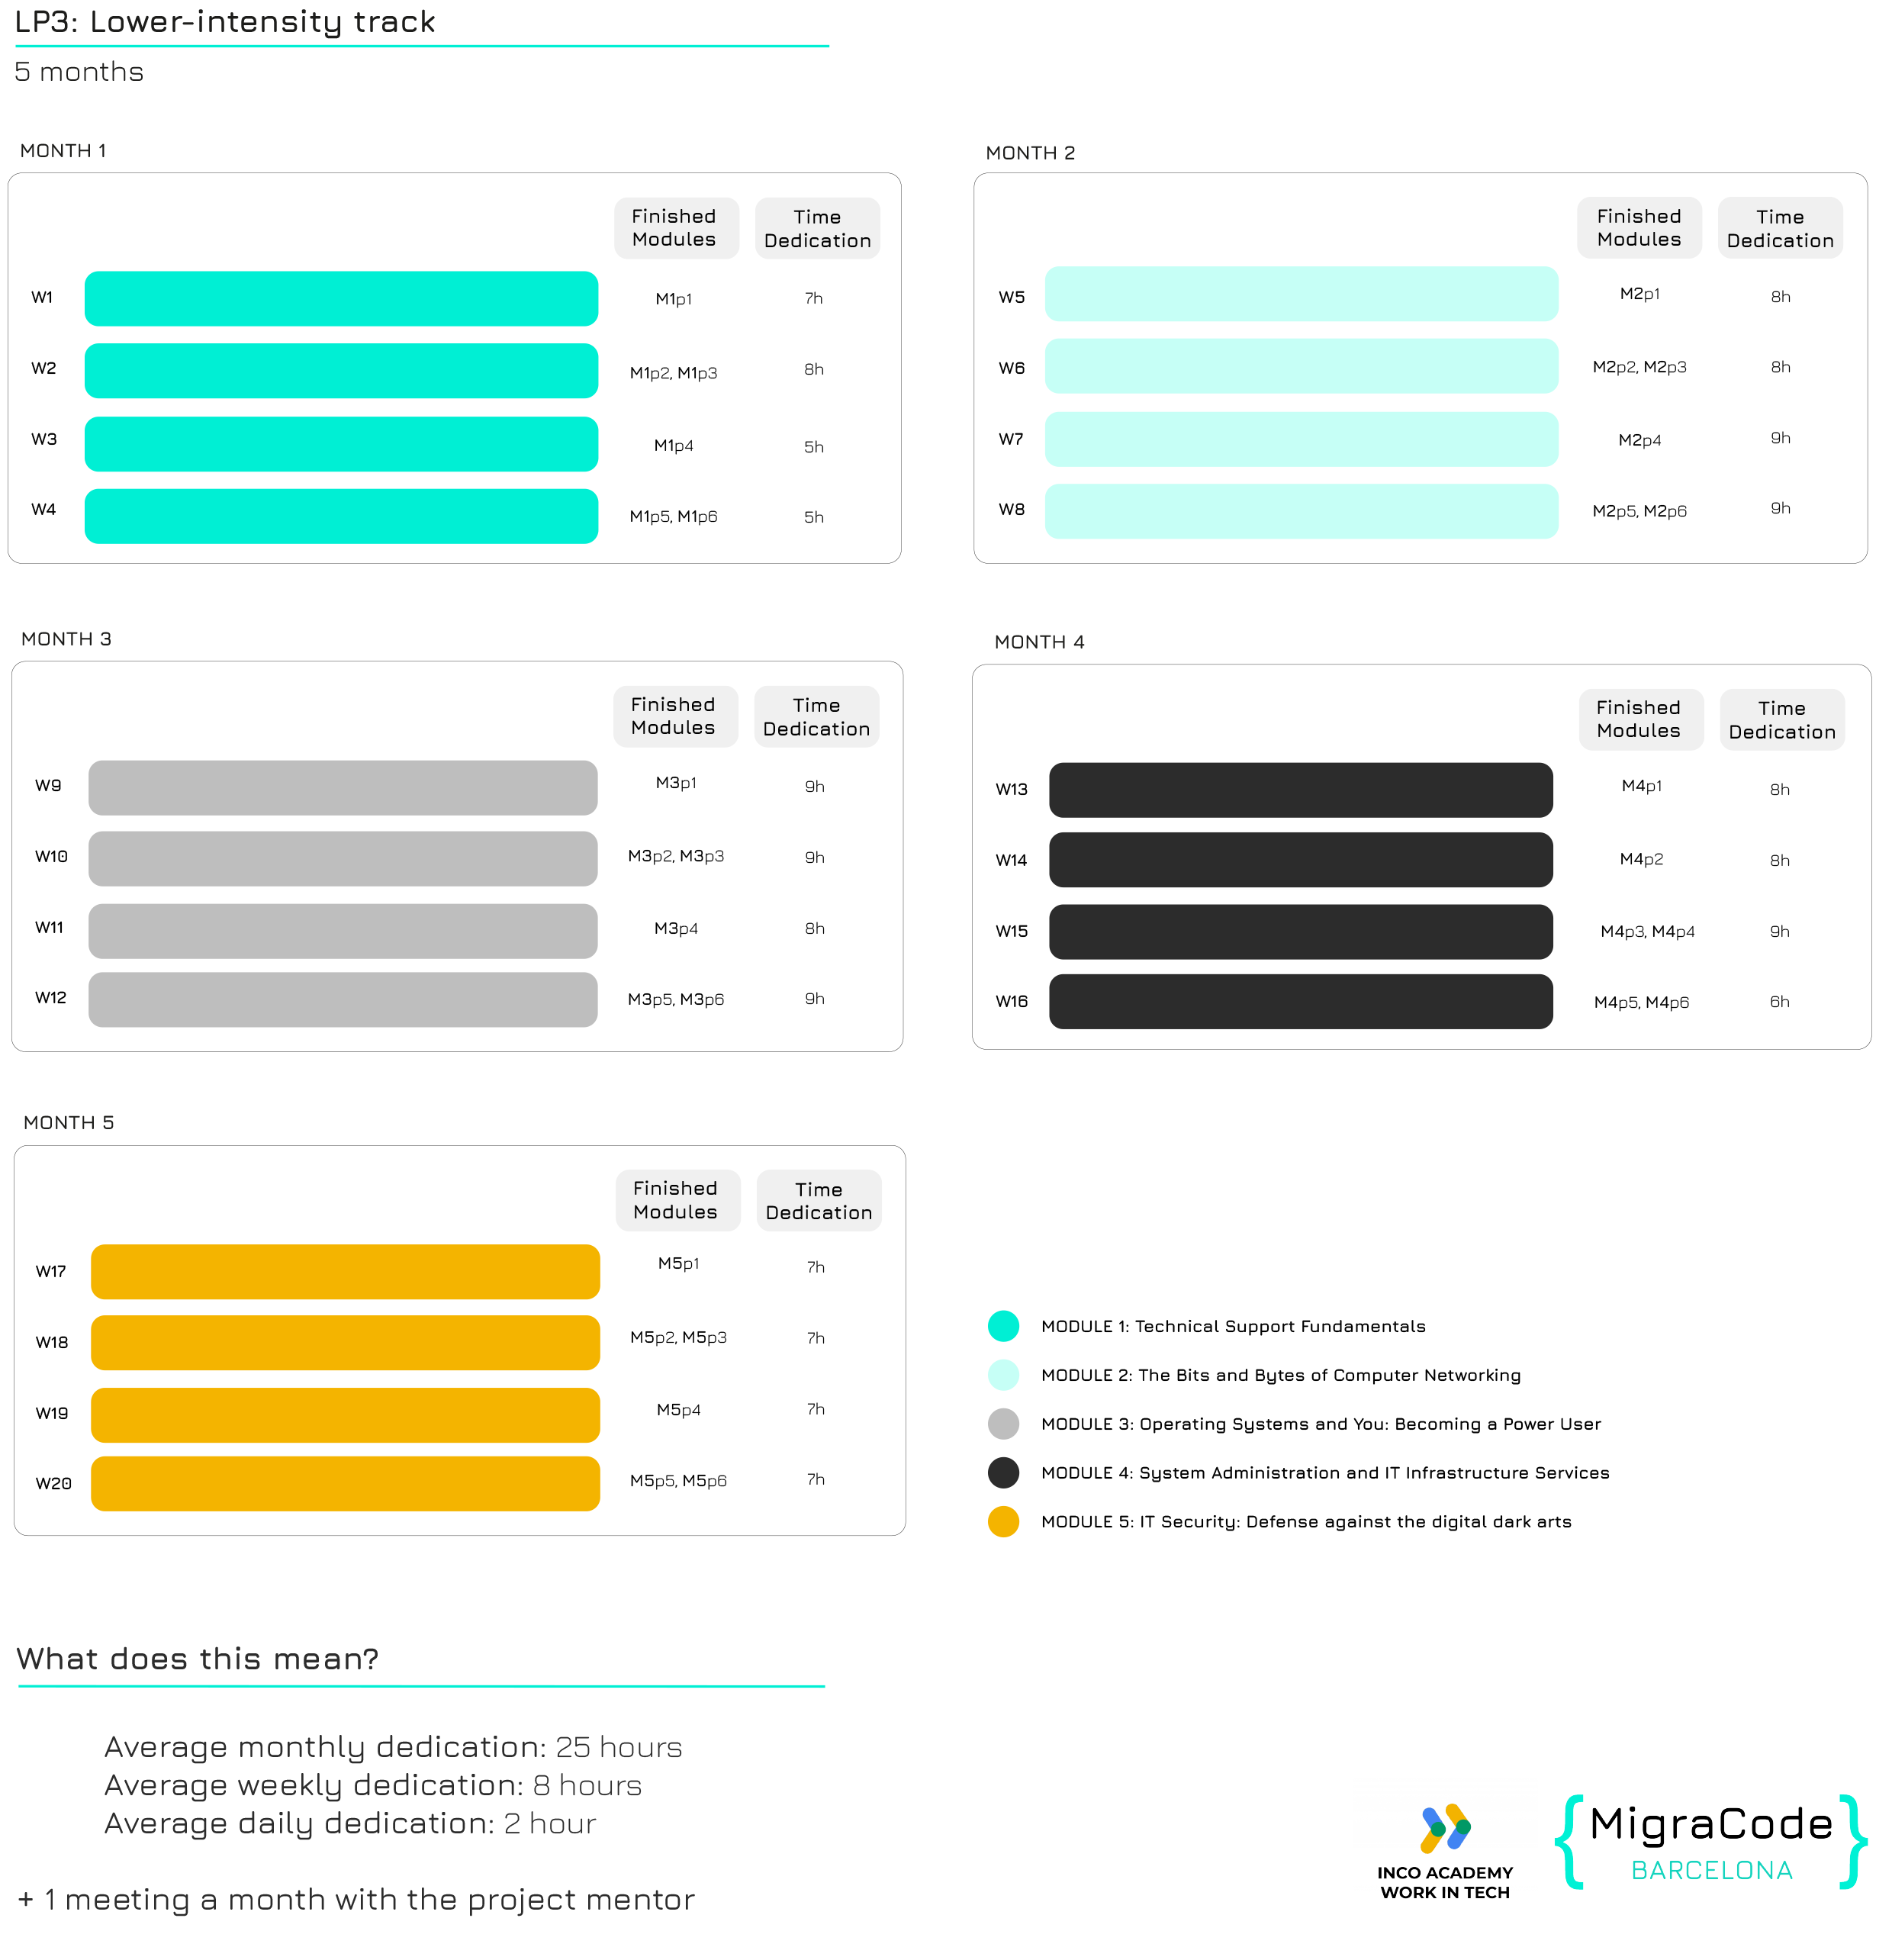 LP3: Lower-intensity track
5 months
MONTH 1
Finished Modules
Time Dedication
W1 M1p1 7h
W2 M1p2, M1p3 8h
W3 M1p4 5h
W4 M1p5, M1p6 5h
MONTH 2
Finished Modules
Time Dedication
W5 M2p1 8h
W6 M2p2, M2p3 8h
W7 M2p4 9h
W8 M2p5, M2p6 9h
MONTH 3
Finished Modules
Time Dedication
W9 M3p1 9h
W10 M3p2, M3p3 9h
W11 M3p4 8h
W12 M3p5, M3p6 9h
MONTH 4
Finished Modules
Time Dedication
W13 M4p1 8h
W14 M4p2 8h
W15 M4p3, M4p4 9h
W16 M4p5, M4p6 6h
MONTH 5
Finished Modules
Time Dedication
W17 M5p1 7h
W18 M5p2, M5p3 7h
W19 M5p4 7h
W20 M5p5, M5p6 7h
MODULE 1: Technical Support Fundamentals
MODULE 2: The Bits and Bytes of Computer Networking
MODULE 3: Operating Systems and You: Becoming a Power User
MODULE 4: System Administration and IT Infrastructure Services
MODULE 5: IT Security: Defense against the digital dark arts
What does this mean?
Average monthly dedication: 25 hours
Average weekly dedication: 8 hours
Average daily dedication: 2 hour
+ 1 meeting a month with the project mentor
INCO ACADEMY
WORK IN TECH
{MigraCode}
BARCELONA